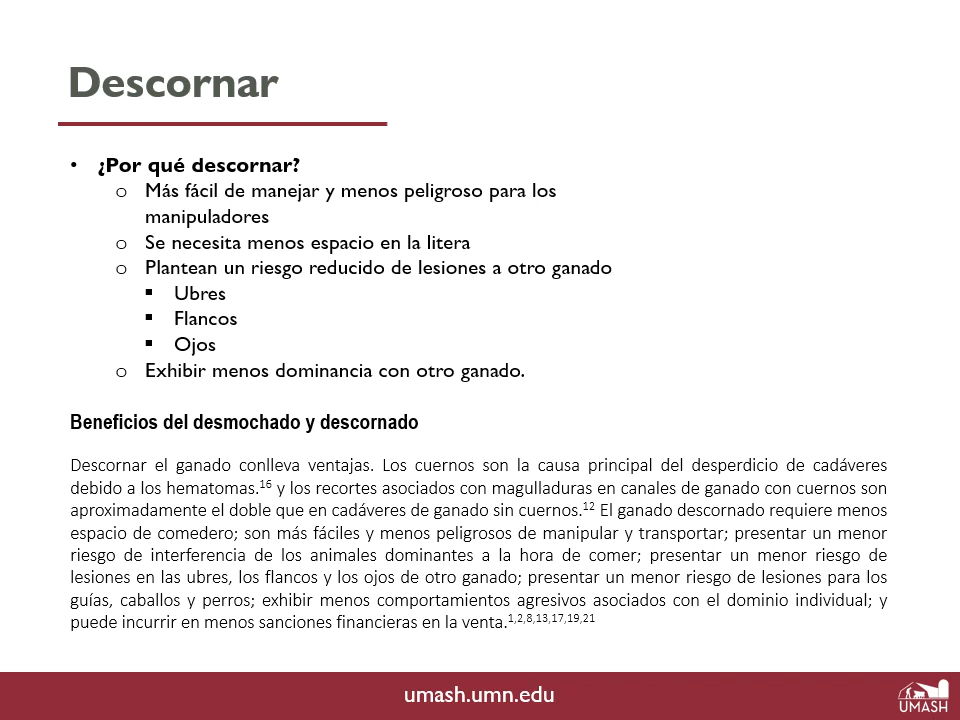 Descornar
• ¿Por qué descornar?
o Más fácil de manejar y menos peligroso para los
manipuladores
o Se necesita menos espacio en la litera
o Plantean un riesgo reducido de lesiones a otro ganado
▪ Ubres
▪ Flancos
▪ Ojos
o Exhibir menos dominancia con otro ganado.
Beneficios del desmochado y descornado
Descornar el ganado conlleva ventajas. Los cuernos son la causa principal del desperdicio de cadáveres
debido a los hematomas.16 y los recortes asociados con magulladuras en canales de ganado con cuernos son
aproximadamente el doble que en cadáveres de ganado sin cuernos.12 El ganado descornado requiere menos
espacio de comedero; son más fáciles y menos peligrosos de manipular y transportar; presentar un menor
riesgo de interferencia de los animales dominantes a la hora de comer; presentar un menor riesgo de
lesiones en las ubres, los flancos y los ojos de otro ganado; presentar un menor riesgo de lesiones para los
guías, caballos y perros; exhibir menos comportamientos agresivos asociados con el dominio individual; y
puede incurrir en menos sanciones financieras en la venta.1,2,8,13,17,19,21
umash.umn.edu
UMASH